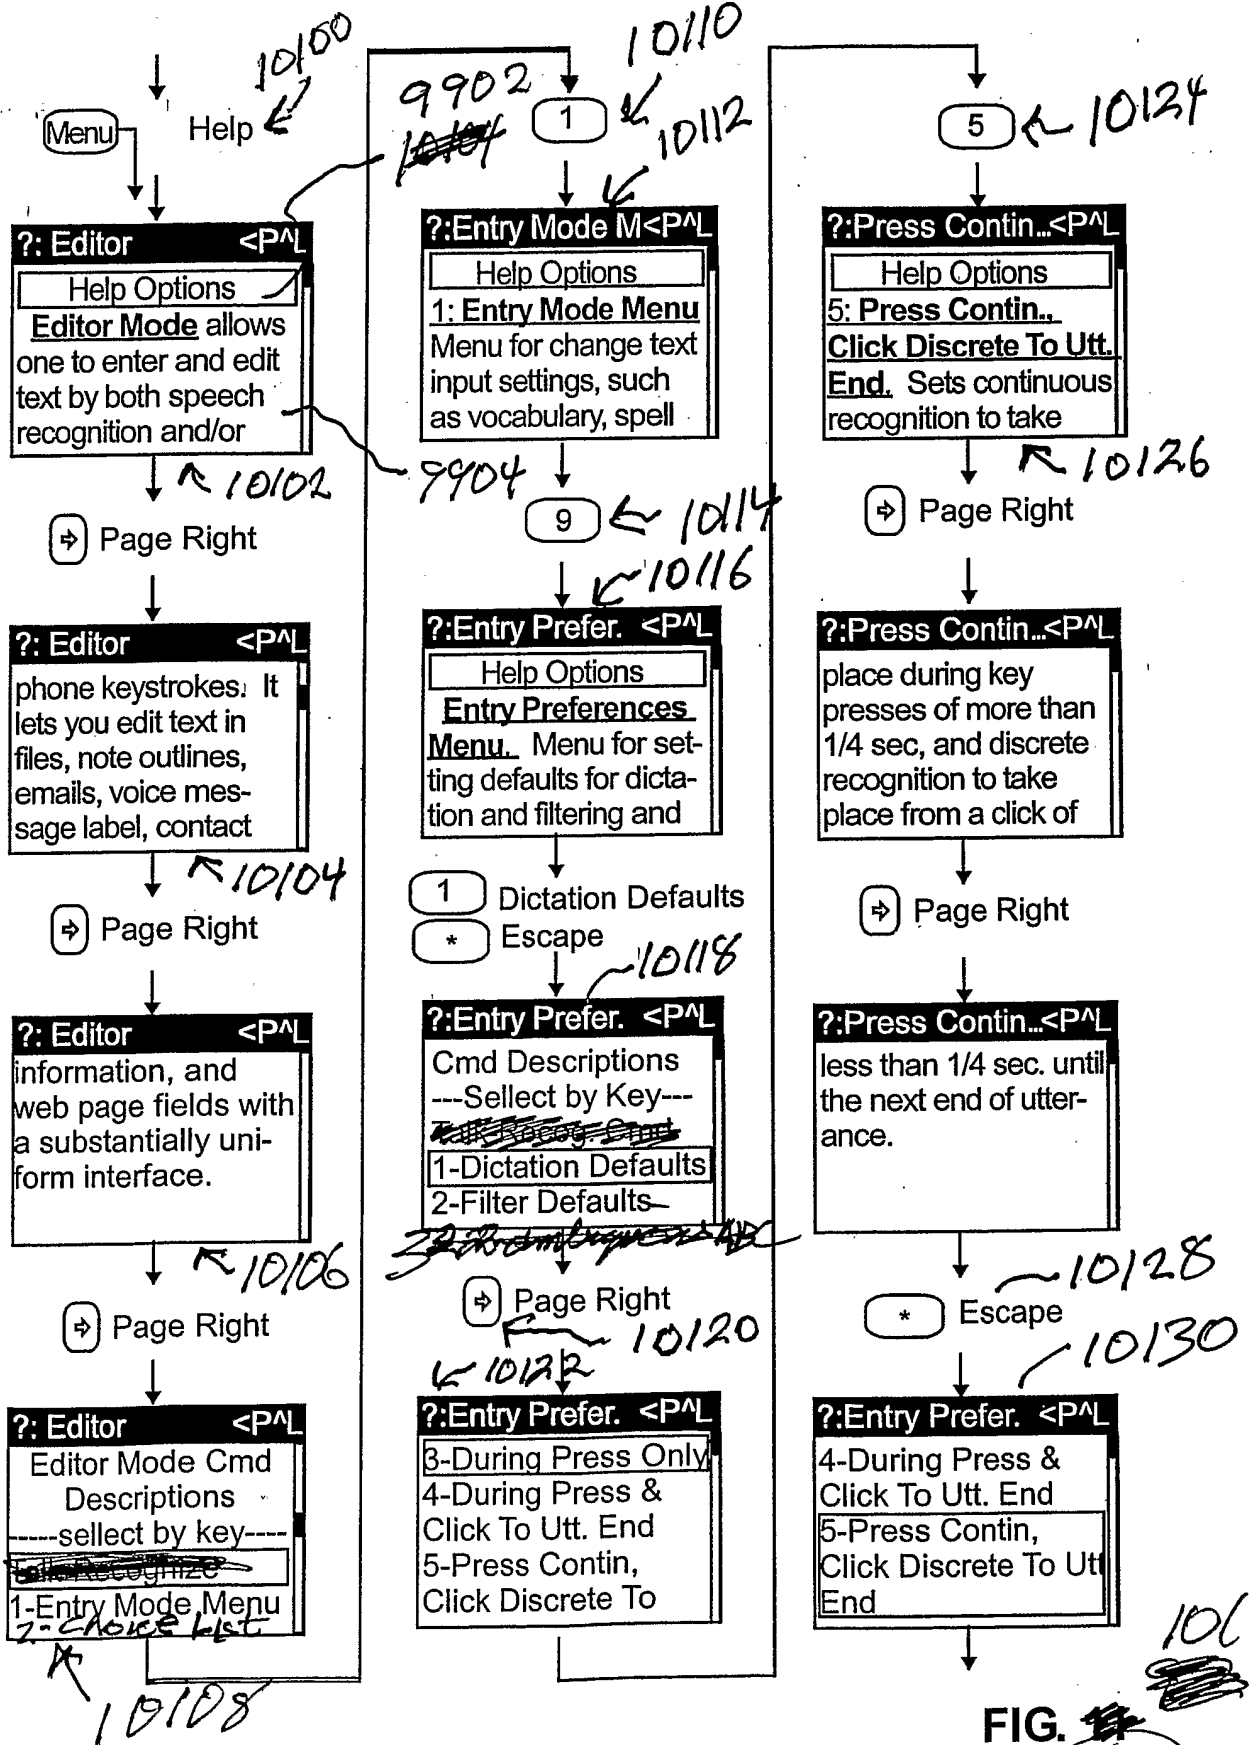 10100
Menu
Help
9902
?: Editor <P^L
Help Options
Editor Mode allows
one to enter and edit
text by both speech
recognition and/or
9904
10102
⇨ Page Right
?: Editor <P^L
phone keystrokes. It
lets you edit text in
files, note outlines,
emails, voice mes-
sage label, contact
10104
⇨ Page Right
?: Editor <P^L
information, and
web page fields with
a substantially uni-
form interface.
10106
⇨ Page Right
?: Editor <P^L
Editor Mode Cmd
Descriptions
-----sellect by key----
1-Entry Mode Menu
2-CHOICE LIST
10108
10110
1
10112
?:Entry Mode M<P^L
Help Options
1: Entry Mode Menu
Menu for change text
input settings, such
as vocabulary, spell
9
10114
10116
?:Entry Prefer. <P^L
Help Options
Entry Preferences
Menu. Menu for set-
ting defaults for dicta-
tion and filtering and
1 Dictation Defaults
* Escape
10118
?:Entry Prefer. <P^L
Cmd Descriptions
---Sellect by Key---
Talk-Recog. Cmd
1-Dictation Defaults
2-Filter Defaults
⇨ Page Right
10120
10122
?:Entry Prefer. <P^L
3-During Press Only
4-During Press &
Click To Utt. End
5-Press Contin,
Click Discrete To
5
10124
?:Press Contin...<P^L
Help Options
5: Press Contin.,
Click Discrete To Utt.
End. Sets continuous
recognition to take
10126
⇨ Page Right
?:Press Contin...<P^L
place during key
presses of more than
1/4 sec, and discrete
recognition to take
place from a click of
⇨ Page Right
?:Press Contin...<P^L
less than 1/4 sec. until
the next end of utter-
ance.
10128
* Escape
10130
?:Entry Prefer. <P^L
4-During Press &
Click To Utt. End
5-Press Contin,
Click Discrete To Utt
End
FIG.